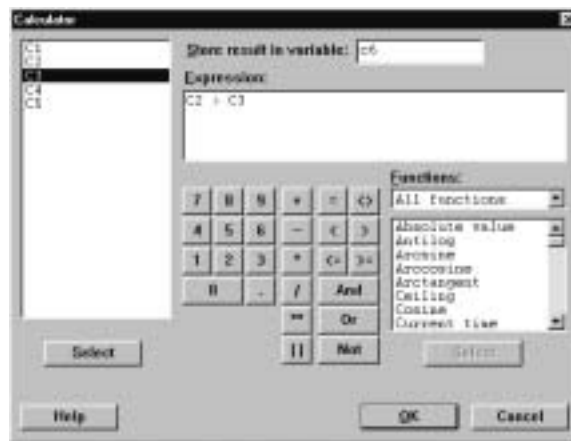 Calculator
C1
C2
C3
C4
C5
Store result in variable: c6
Expression:
C2 + C3
Functions:
All functions
7 8 9 + = <>
4 5 6 - < >
1 2 3 * <= >=
0 . / And
** Or
() Not
Absolute value
Antilog
Arcsine
Arccosine
Arctangent
Ceiling
Cosine
Current time
Select
Select
Help
OK
Cancel